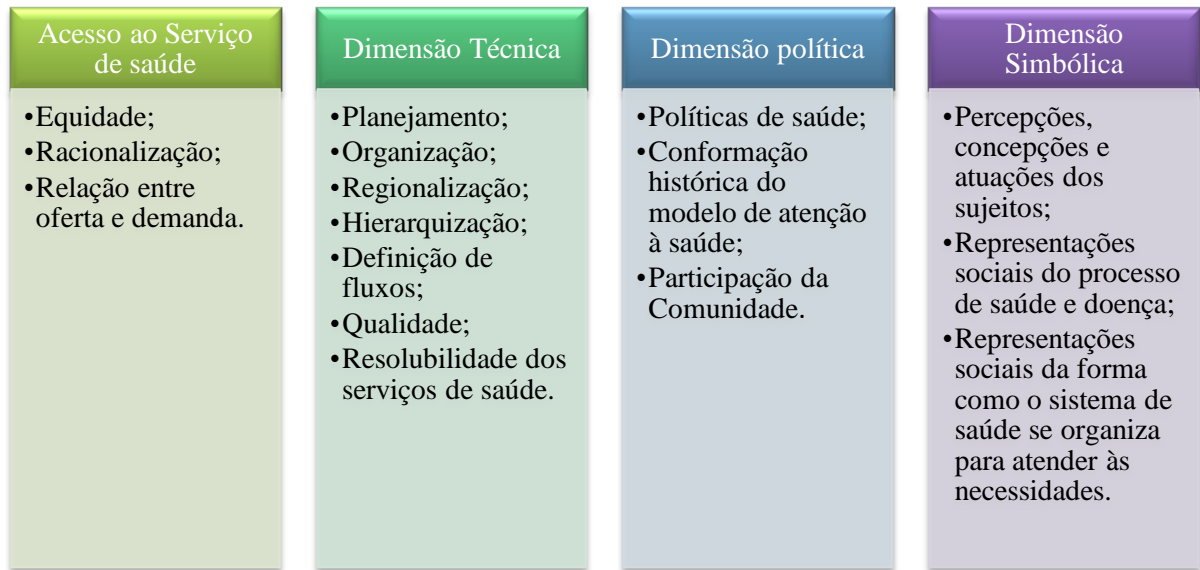 Acesso ao Serviço
de saúde
•Equidade;
•Racionalização;
•Relação entre
oferta e demanda.
Dimensão Técnica
•Planejamento;
•Organização;
•Regionalização;
•Hierarquização;
•Definição de
fluxos;
•Qualidade;
•Resolubilidade dos
serviços de saúde.
Dimensão política
•Políticas de saúde;
•Conformação
histórica do
modelo de atenção
à saúde;
•Participação da
Comunidade.
Dimensão
Simbólica
•Percepções,
concepções e
atuações dos
sujeitos;
•Representações
sociais do processo
de saúde e doença;
•Representações
sociais da forma
como o sistema de
saúde se organiza
para atender às
necessidades.